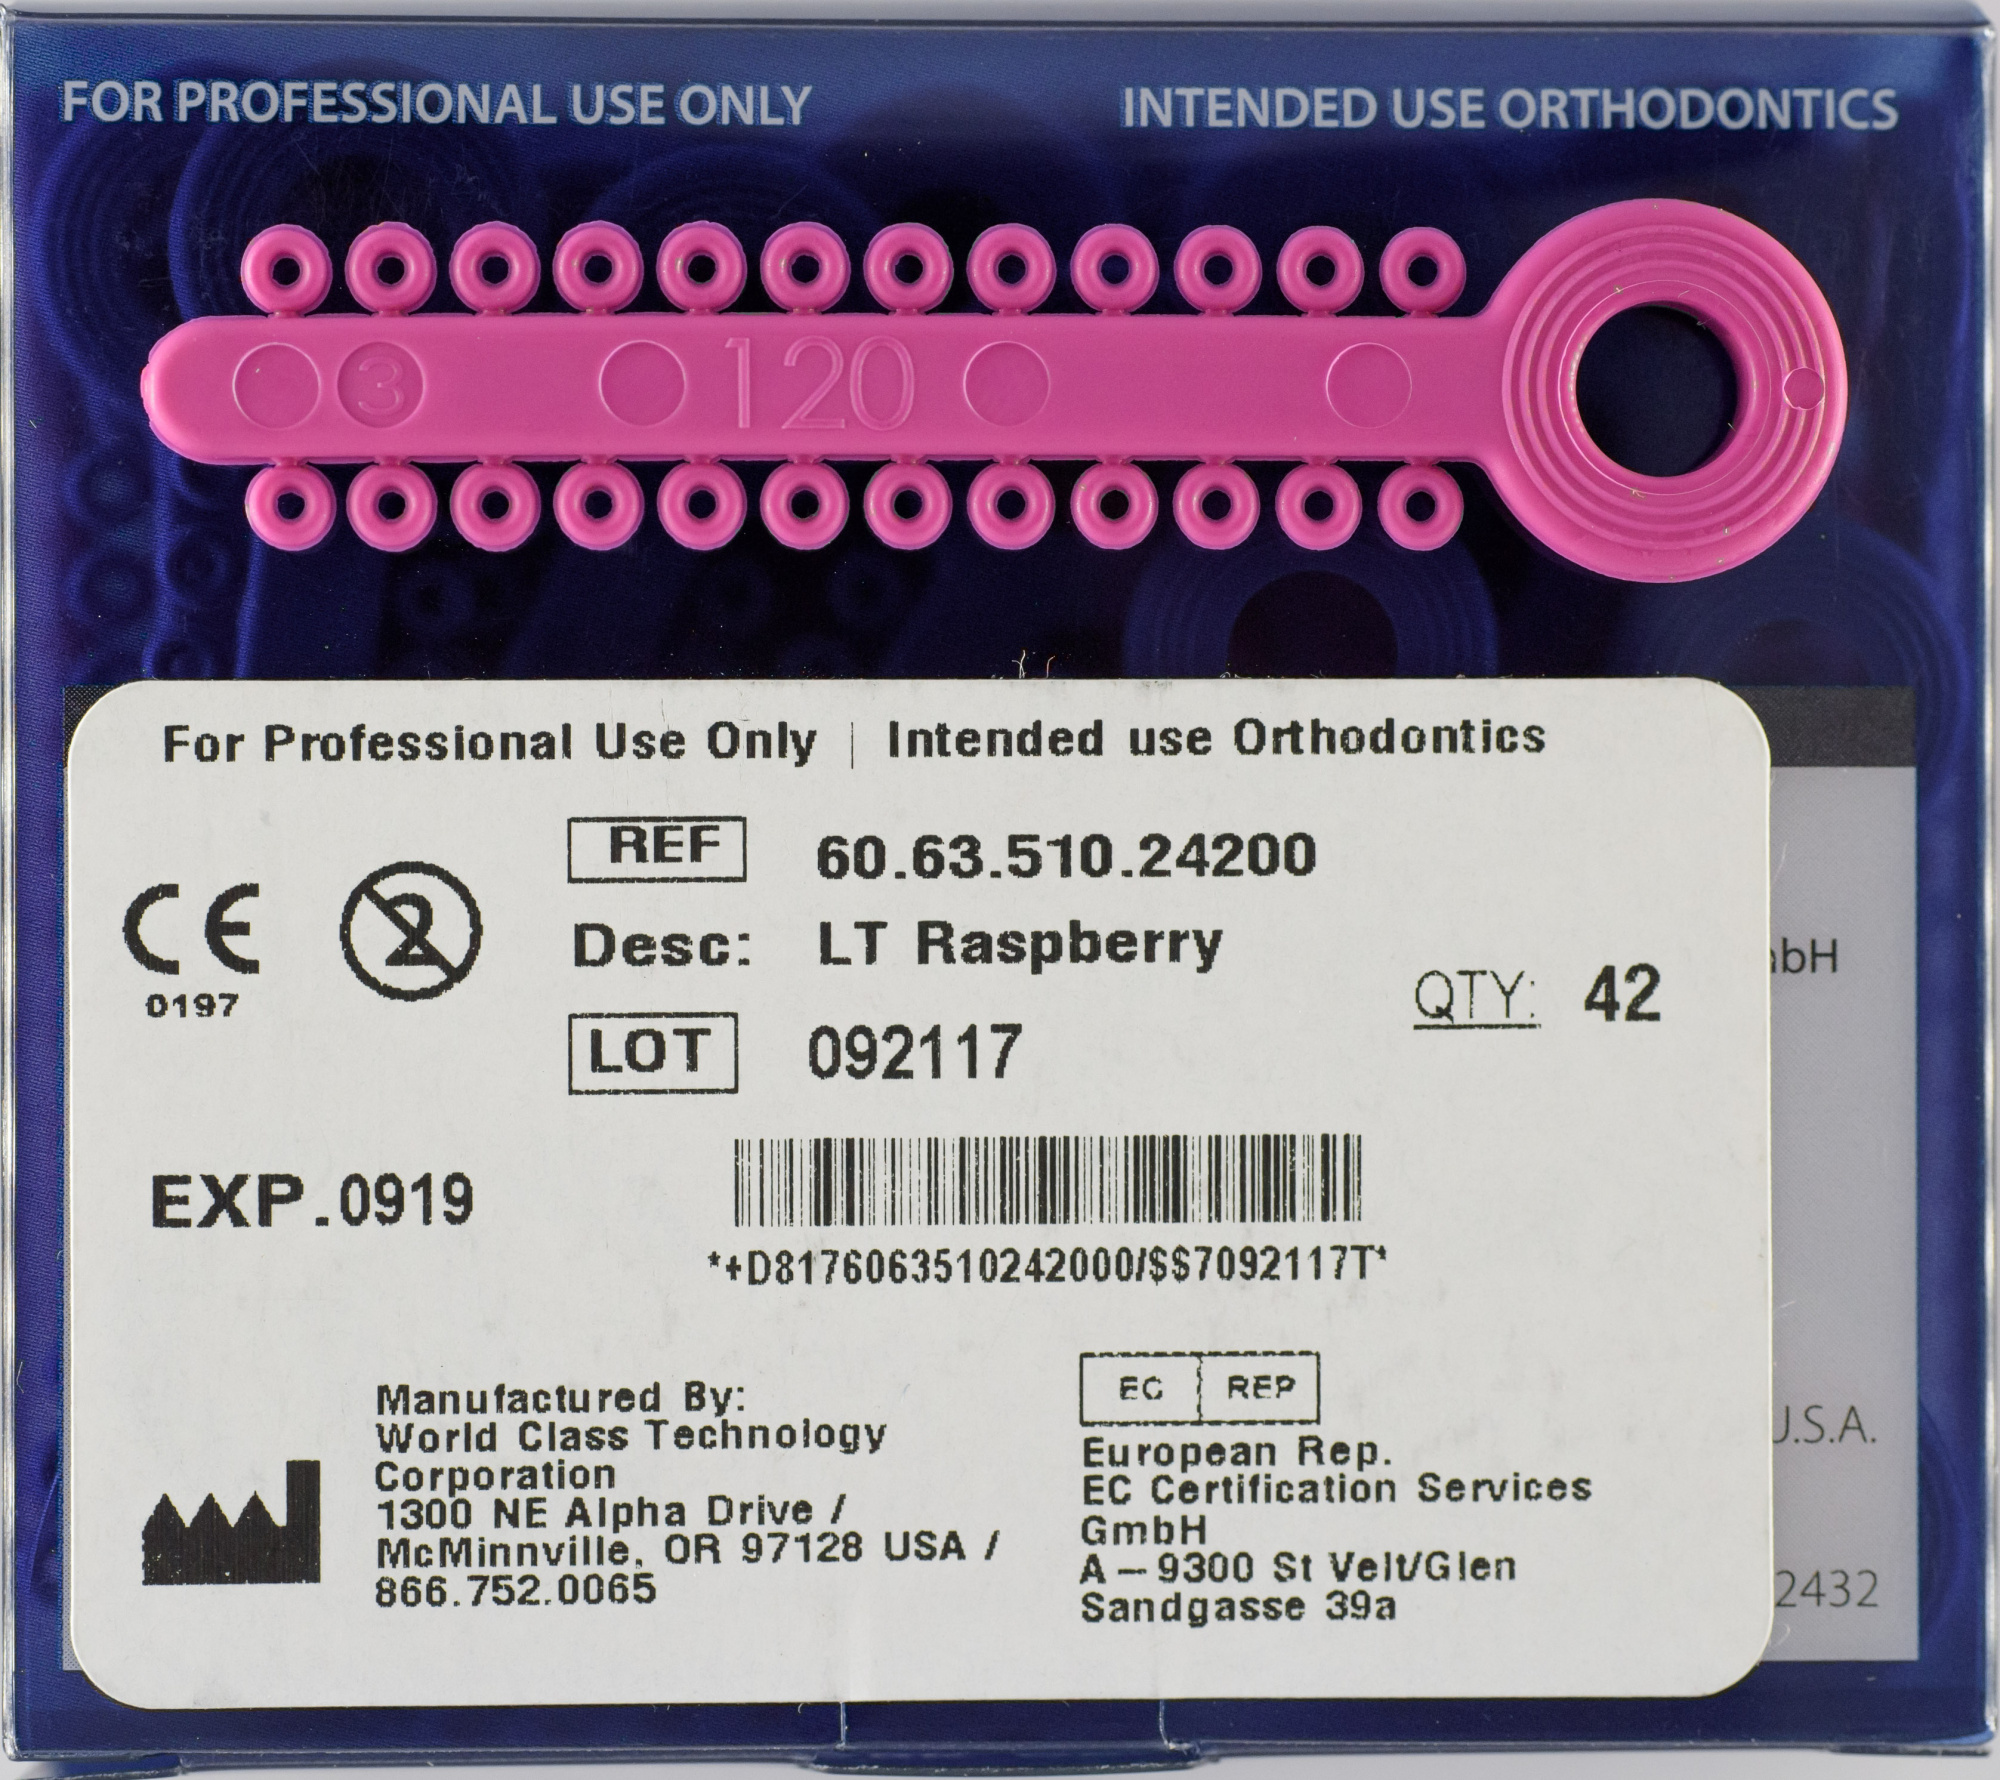 FOR PROFESSIONAL USE ONLY
INTENDED USE ORTHODONTICS
3
120
For Professional Use Only | Intended use Orthodontics
REF 60.63.510.24200
CE
0197
2
Desc: LT Raspberry
QTY: 42
LOT 092117
EXP.0919
*+D8176063510242000/$$7092117T*
Manufactured By:
World Class Technology
Corporation
1300 NE Alpha Drive /
McMinnville, OR 97128 USA /
866.752.0065
EC REP
European Rep.
EC Certification Services
GmbH
A – 9300 St Veit/Glen
Sandgasse 39a
bH
U.S.A.
2432